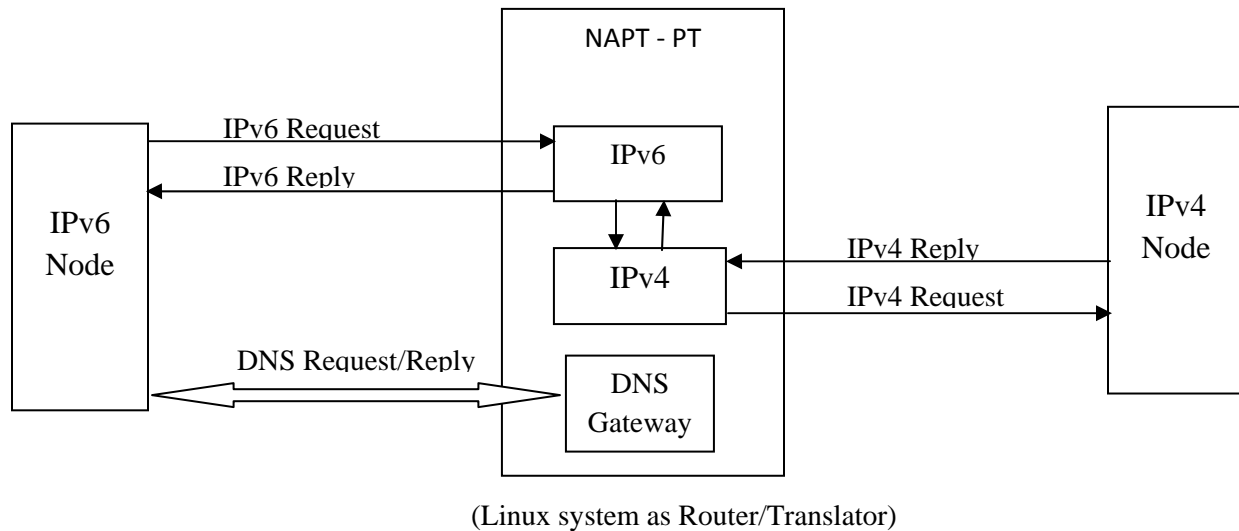 NAPT - PT
IPv6 Request
IPv6
IPv6 Reply
IPv6
Node
IPv4
Node
IPv4
IPv4 Reply
IPv4 Request
DNS Request/Reply
DNS
Gateway
(Linux system as Router/Translator)